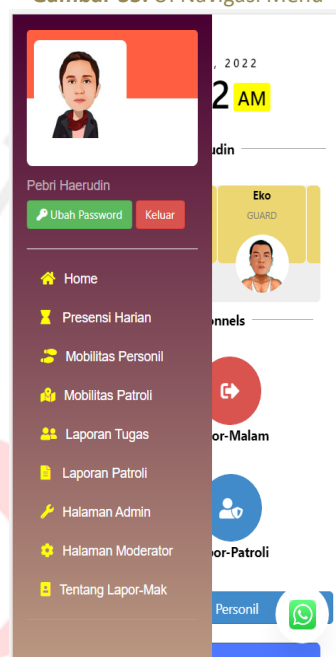 Gambar 35. UI Navigasi Menu
, 2022
2 AM
udin
Eko
GUARD
Pebri Haerudin
Ubah Password
Keluar
Home
Presensi Harian
onnels
Mobilitas Personil
Mobilitas Patroli
Laporan Tugas
or-Malam
Laporan Patroli
Halaman Admin
Halaman Moderator
or-Patroli
Tentang Lapor-Mak
Personil